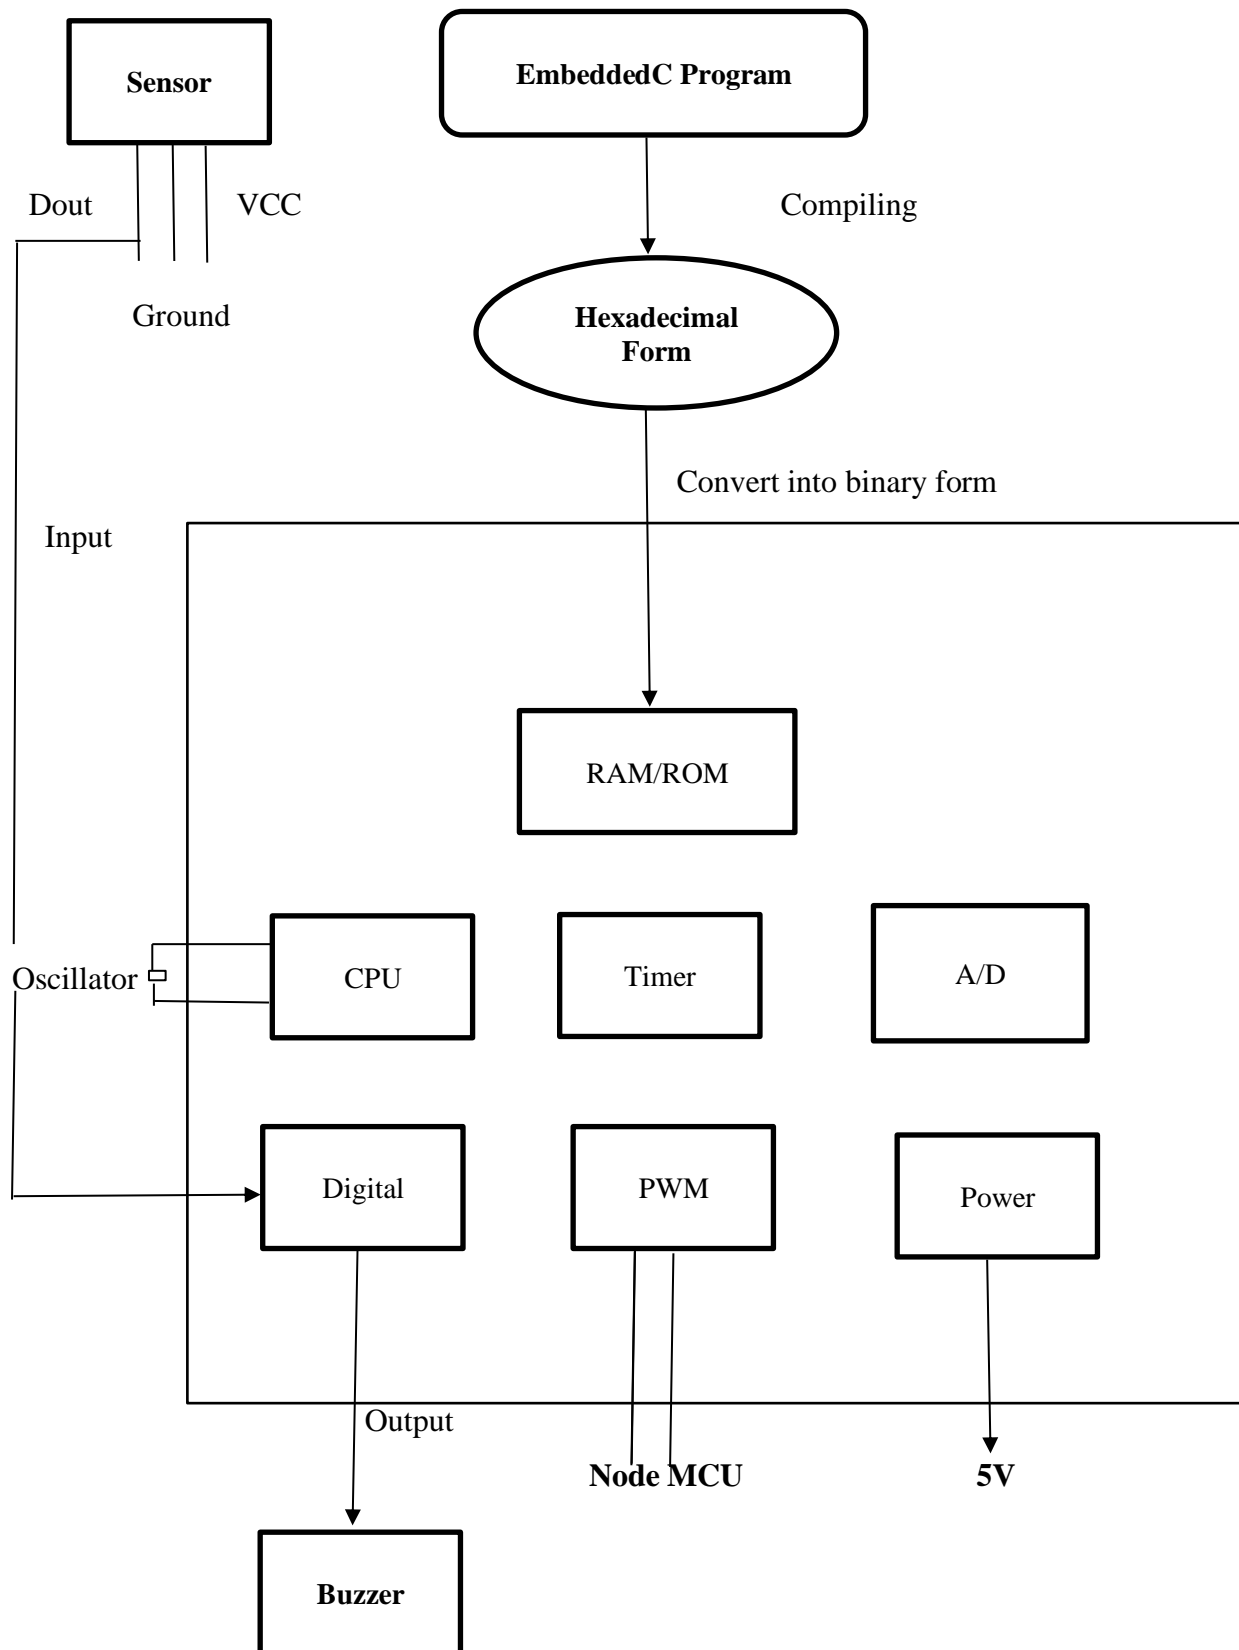 Sensor
EmbeddedC Program
Dout
VCC
Compiling
Ground
Hexadecimal
Form
Convert into binary form
Input
RAM/ROM
Oscillator
CPU
Timer
A/D
Digital
PWM
Power
Output
Node MCU
5V
Buzzer